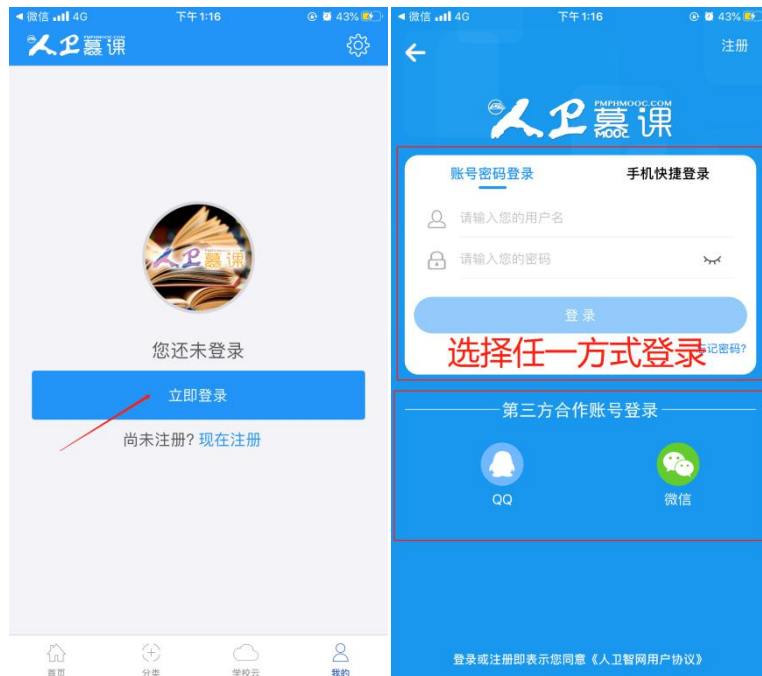 微信 4G 下午1:16 43%
人卫慕课
PMPHMOOC.COM
您还未登录
立即登录
尚未注册? 现在注册
首页 分类 学校云 我的
微信 4G 下午1:16 43%
注册
人卫慕课
PMPHMOOC.COM
MOOC
账号密码登录 手机快捷登录
请输入您的用户名
请输入您的密码
登录
选择任一方式登录
记密码?
第三方合作账号登录
QQ 微信
登录或注册即表示您同意《人卫智网用户协议》